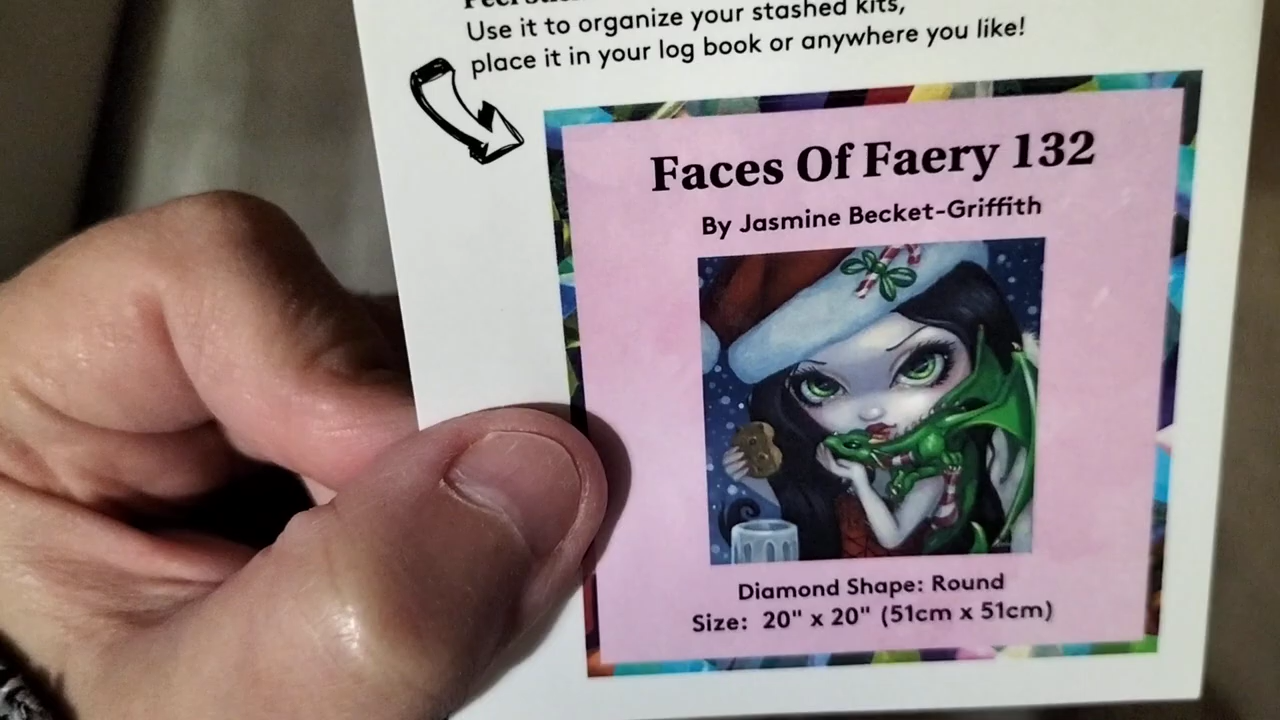 Use it to organize your stashed kits,
place it in your log book or anywhere you like!
Faces Of Faery 132
By Jasmine Becket-Griffith
Diamond Shape: Round
Size: 20" x 20" (51cm x 51cm)